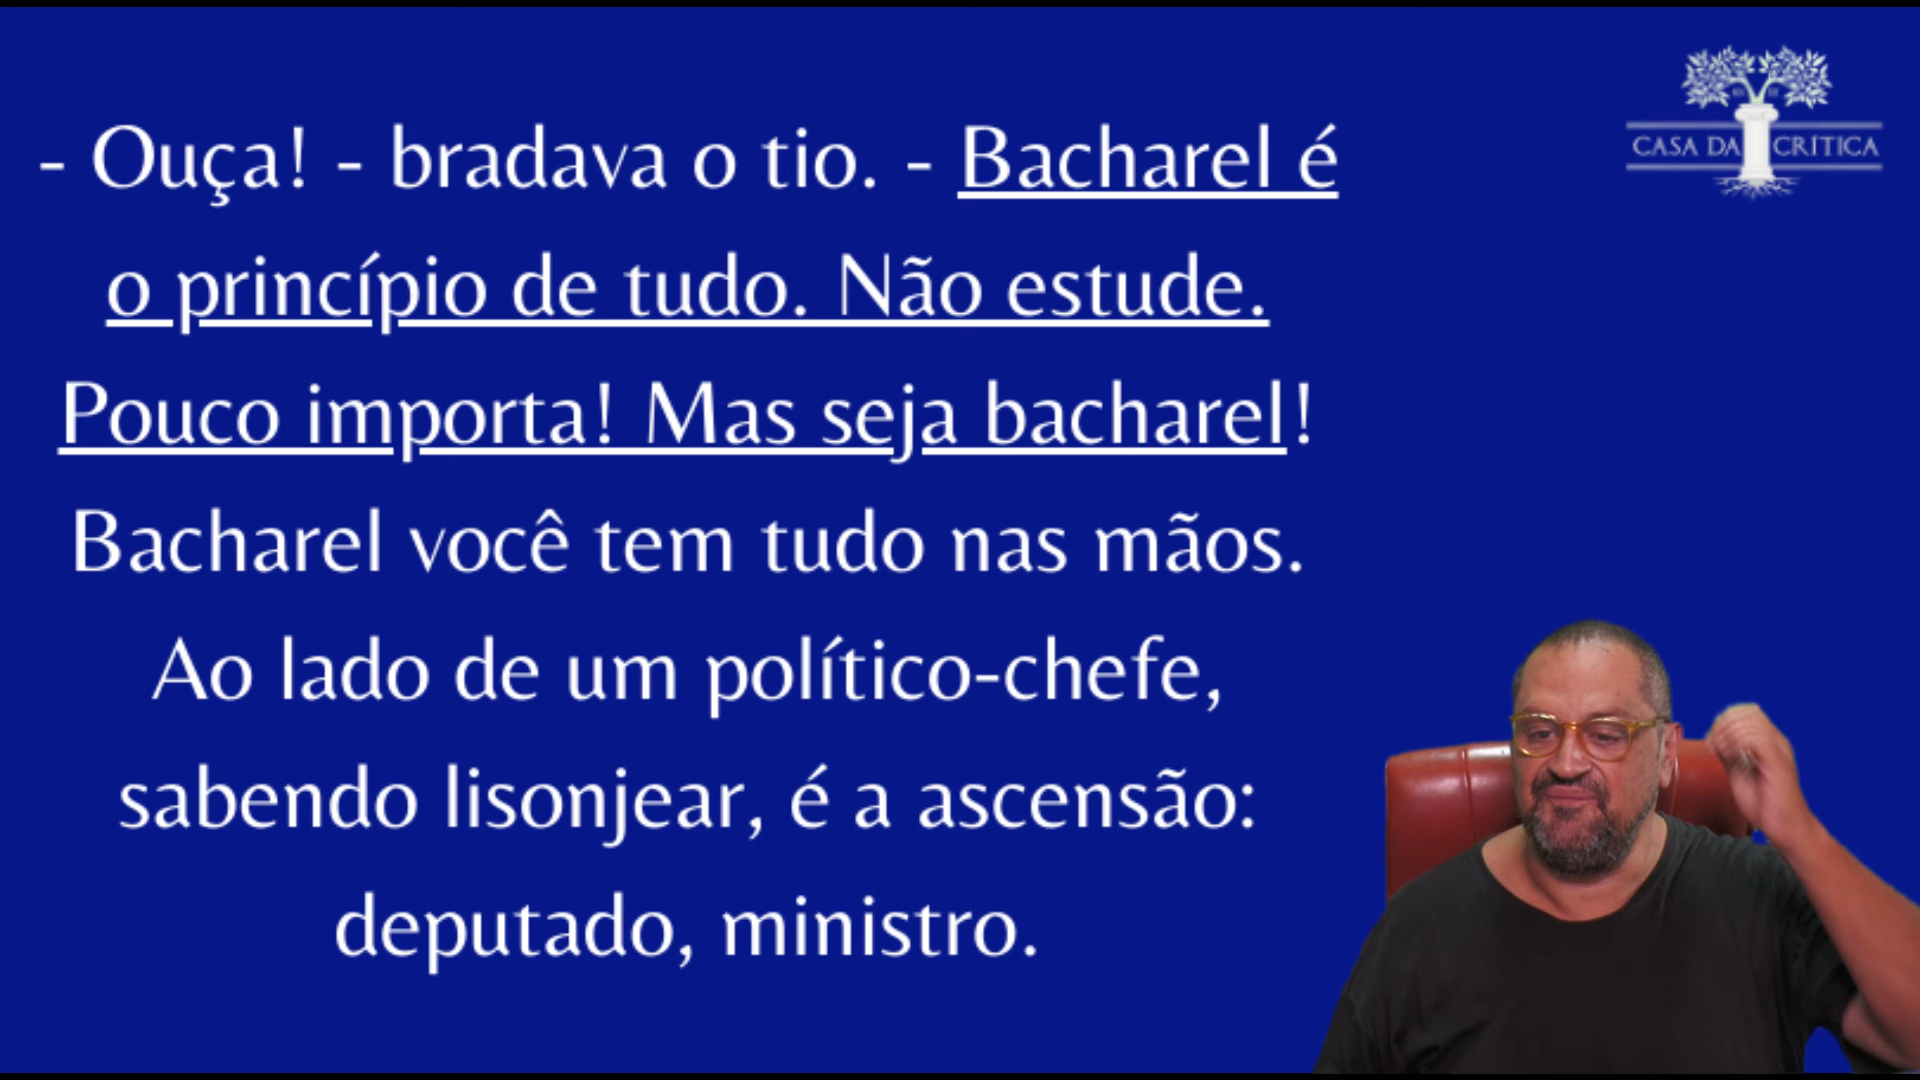 - Ouça! - bradava o tio. - Bacharel é
o princípio de tudo. Não estude.
Pouco importa! Mas seja bacharel!
Bacharel você tem tudo nas mãos.
Ao lado de um político-chefe,
sabendo lisonjear, é a ascensão:
deputado, ministro.
CASA DA CRÍTICA